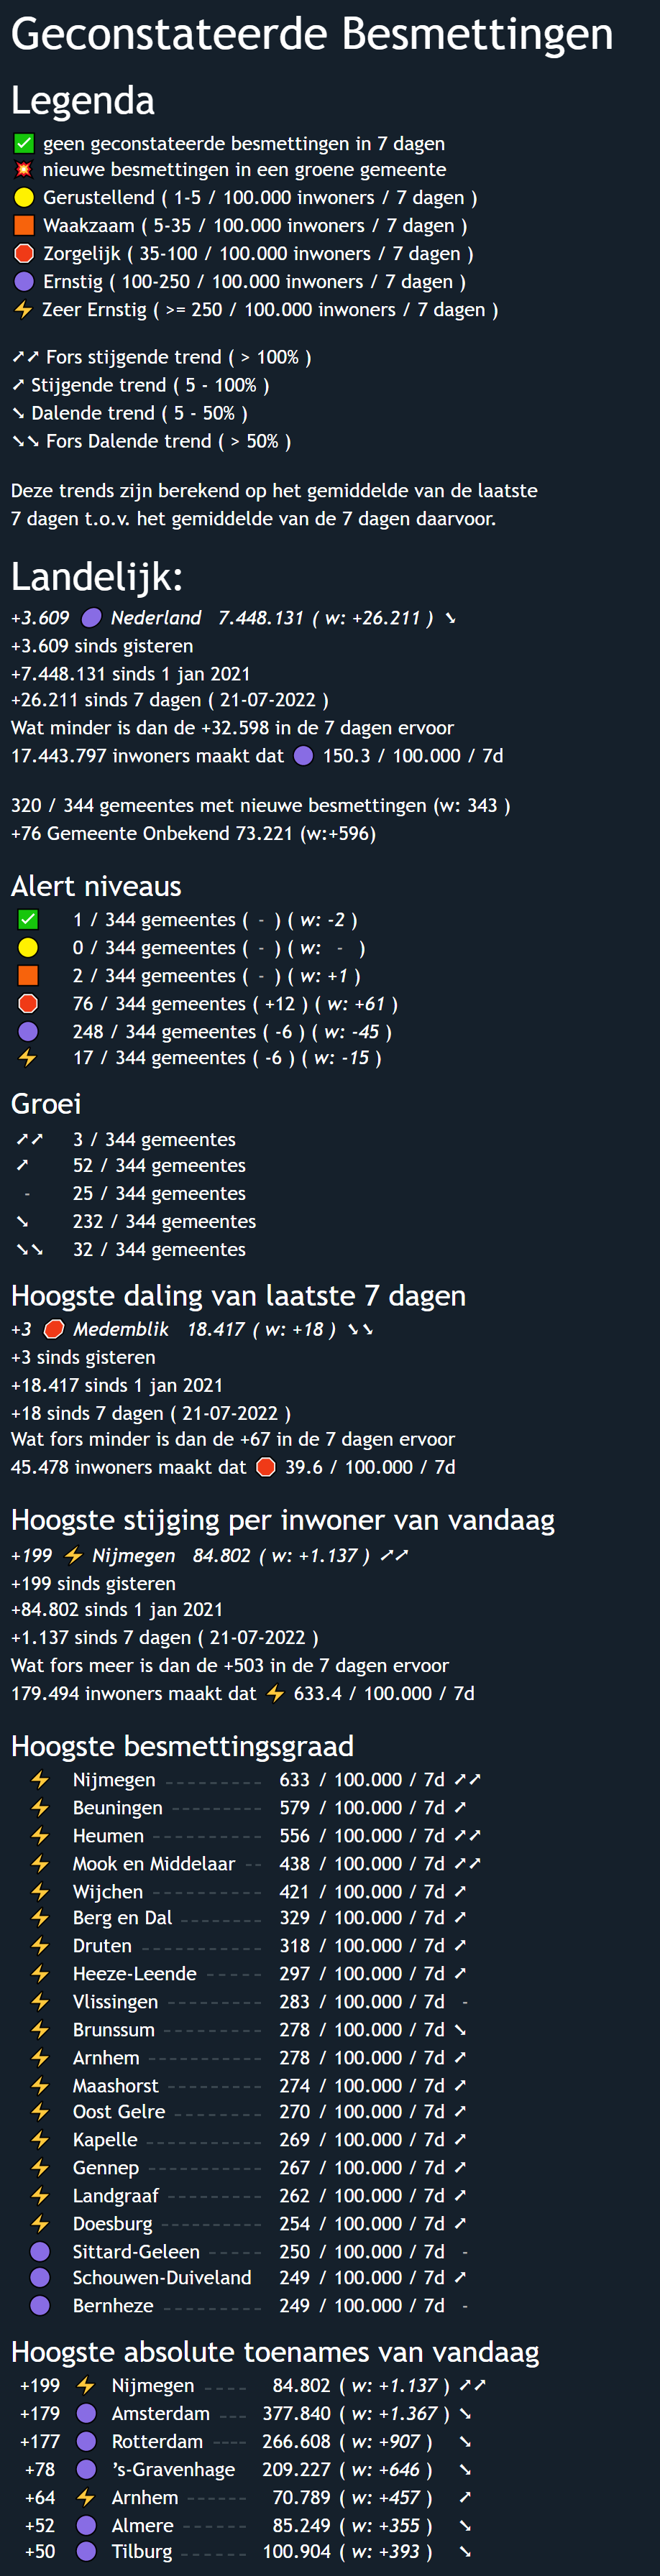 Geconstateerde Besmettingen
Legenda
✅ geen geconstateerde besmettingen in 7 dagen
💥 nieuwe besmettingen in een groene gemeente
🟡 Gerustellend ( 1-5 / 100.000 inwoners / 7 dagen )
🟧 Waakzaam ( 5-35 / 100.000 inwoners / 7 dagen )
🛑 Zorgelijk ( 35-100 / 100.000 inwoners / 7 dagen )
🟣 Ernstig ( 100-250 / 100.000 inwoners / 7 dagen )
⚡ Zeer Ernstig ( >= 250 / 100.000 inwoners / 7 dagen )
➚➚ Fors stijgende trend ( > 100% )
➚ Stijgende trend ( 5 - 100% )
➘ Dalende trend ( 5 - 50% )
➘➘ Fors Dalende trend ( > 50% )
Deze trends zijn berekend op het gemiddelde van de laatste
7 dagen t.o.v. het gemiddelde van de 7 dagen daarvoor.
Landelijk:
+3.609 🟣 Nederland 7.448.131 ( w: +26.211 ) ➘
+3.609 sinds gisteren
+7.448.131 sinds 1 jan 2021
+26.211 sinds 7 dagen ( 21-07-2022 )
Wat minder is dan de +32.598 in de 7 dagen ervoor
17.443.797 inwoners maakt dat 🟣 150.3 / 100.000 / 7d
320 / 344 gemeentes met nieuwe besmettingen (w: 343 )
+76 Gemeente Onbekend 73.221 (w:+596)
Alert niveaus
✅ 1 / 344 gemeentes ( - ) ( w: -2 )
🟡 0 / 344 gemeentes ( - ) ( w: - )
🟧 2 / 344 gemeentes ( - ) ( w: +1 )
🛑 76 / 344 gemeentes ( +12 ) ( w: +61 )
🟣 248 / 344 gemeentes ( -6 ) ( w: -45 )
⚡ 17 / 344 gemeentes ( -6 ) ( w: -15 )
Groei
➚➚ 3 / 344 gemeentes
➚ 52 / 344 gemeentes
- 25 / 344 gemeentes
➘ 232 / 344 gemeentes
➘➘ 32 / 344 gemeentes
Hoogste daling van laatste 7 dagen
+3 🛑 Medemblik 18.417 ( w: +18 ) ➘➘
+3 sinds gisteren
+18.417 sinds 1 jan 2021
+18 sinds 7 dagen ( 21-07-2022 )
Wat fors minder is dan de +67 in de 7 dagen ervoor
45.478 inwoners maakt dat 🛑 39.6 / 100.000 / 7d
Hoogste stijging per inwoner van vandaag
+199 ⚡ Nijmegen 84.802 ( w: +1.137 ) ➚➚
+199 sinds gisteren
+84.802 sinds 1 jan 2021
+1.137 sinds 7 dagen ( 21-07-2022 )
Wat fors meer is dan de +503 in de 7 dagen ervoor
179.494 inwoners maakt dat ⚡ 633.4 / 100.000 / 7d
Hoogste besmettingsgraad
⚡ Nijmegen ---------- 633 / 100.000 / 7d ➚➚
⚡ Beuningen ---------- 579 / 100.000 / 7d ➚
⚡ Heumen ----------- 556 / 100.000 / 7d ➚➚
⚡ Mook en Middelaar -- 438 / 100.000 / 7d ➚➚
⚡ Wijchen ----------- 421 / 100.000 / 7d ➚
⚡ Berg en Dal -------- 329 / 100.000 / 7d ➚
⚡ Druten ------------ 318 / 100.000 / 7d ➚
⚡ Heeze-Leende ------ 297 / 100.000 / 7d ➚
⚡ Vlissingen ---------- 283 / 100.000 / 7d -
⚡ Brunssum ---------- 278 / 100.000 / 7d ➘
⚡ Arnhem ----------- 278 / 100.000 / 7d ➚
⚡ Maashorst ---------- 274 / 100.000 / 7d ➚
⚡ Oost Gelre --------- 270 / 100.000 / 7d ➚
⚡ Kapelle ------------ 269 / 100.000 / 7d ➚
⚡ Gennep ----------- 267 / 100.000 / 7d ➚
⚡ Landgraaf ---------- 262 / 100.000 / 7d ➚
⚡ Doesburg ---------- 254 / 100.000 / 7d ➚
🟣 Sittard-Geleen ------ 250 / 100.000 / 7d -
🟣 Schouwen-Duiveland 249 / 100.000 / 7d ➚
🟣 Bernheze ---------- 249 / 100.000 / 7d -
Hoogste absolute toenames van vandaag
+199 ⚡ Nijmegen ---- 84.802 ( w: +1.137 ) ➚➚
+179 🟣 Amsterdam --- 377.840 ( w: +1.367 ) ➘
+177 🟣 Rotterdam ---- 266.608 ( w: +907 ) ➘
+78 🟣 's-Gravenhage 209.227 ( w: +646 ) ➘
+64 ⚡ Arnhem ------ 70.789 ( w: +457 ) ➚
+52 🟣 Almere ------- 85.249 ( w: +355 ) ➘
+50 🟣 Tilburg ------- 100.904 ( w: +393 ) ➘